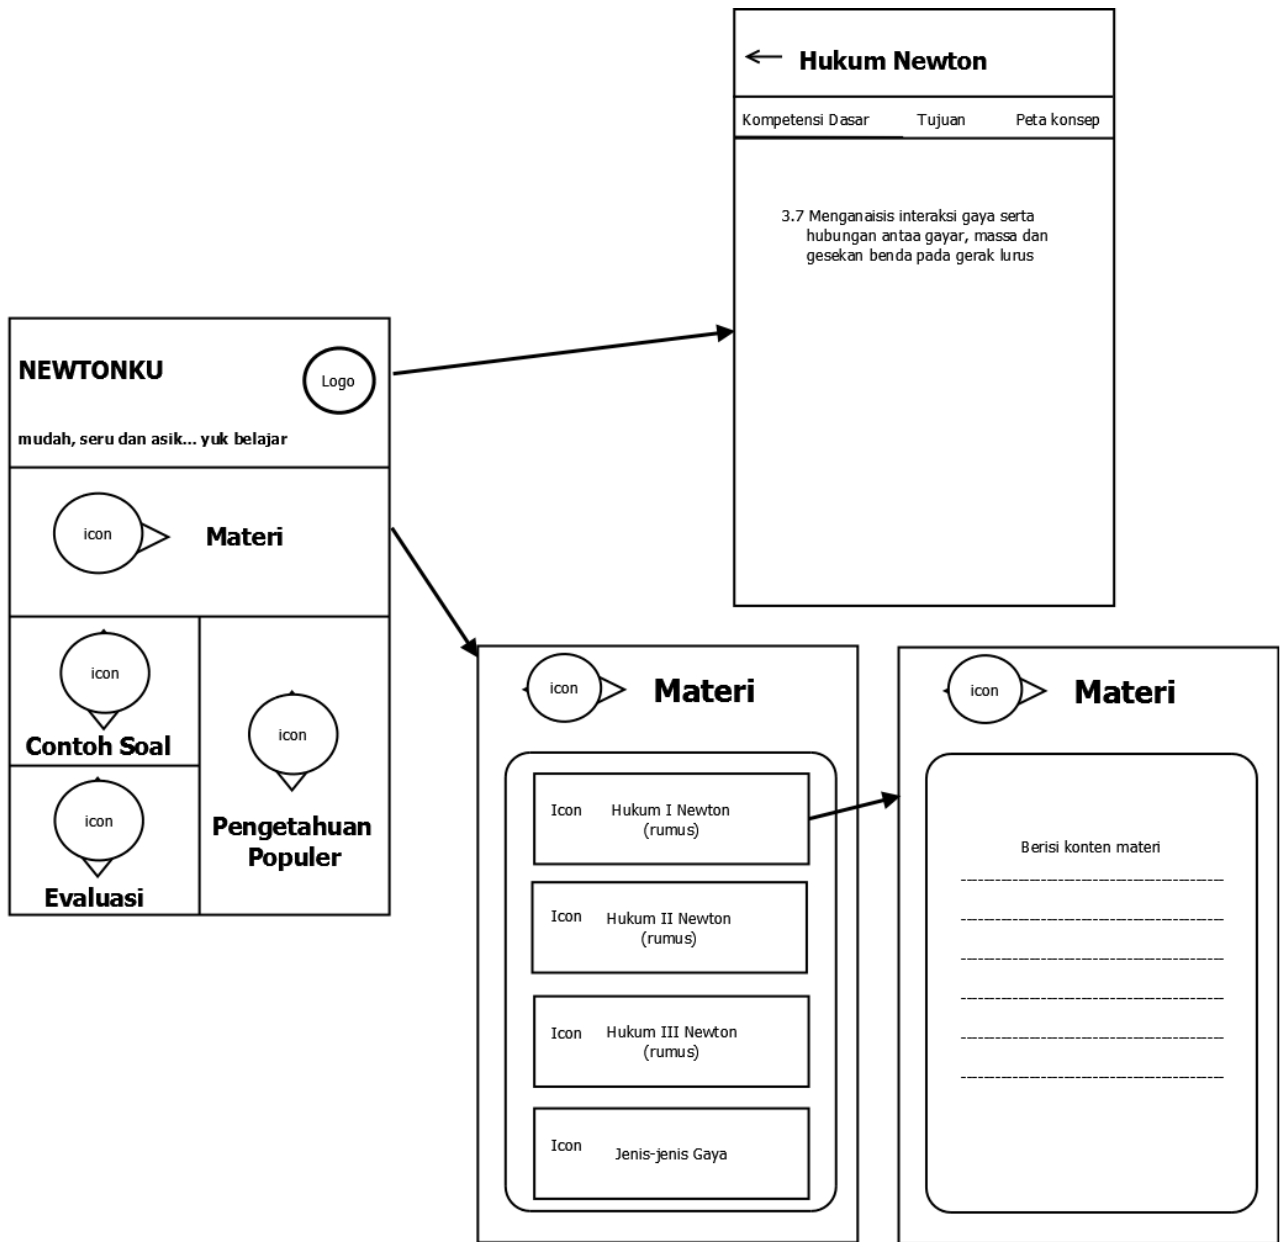 Hukum Newton
Kompetensi Dasar Tujuan Peta konsep
3.7 Menganaisis interaksi gaya serta
hubungan antaa gayar, massa dan
gesekan benda pada gerak lurus
NEWTONKU
Logo
mudah, seru dan asik... yuk belajar
icon Materi
icon
Contoh Soal
icon
Evaluasi
icon
Pengetahuan
Populer
icon Materi
Icon Hukum I Newton
(rumus)
Icon Hukum II Newton
(rumus)
Icon Hukum III Newton
(rumus)
Icon Jenis-jenis Gaya
icon Materi
Berisi konten materi